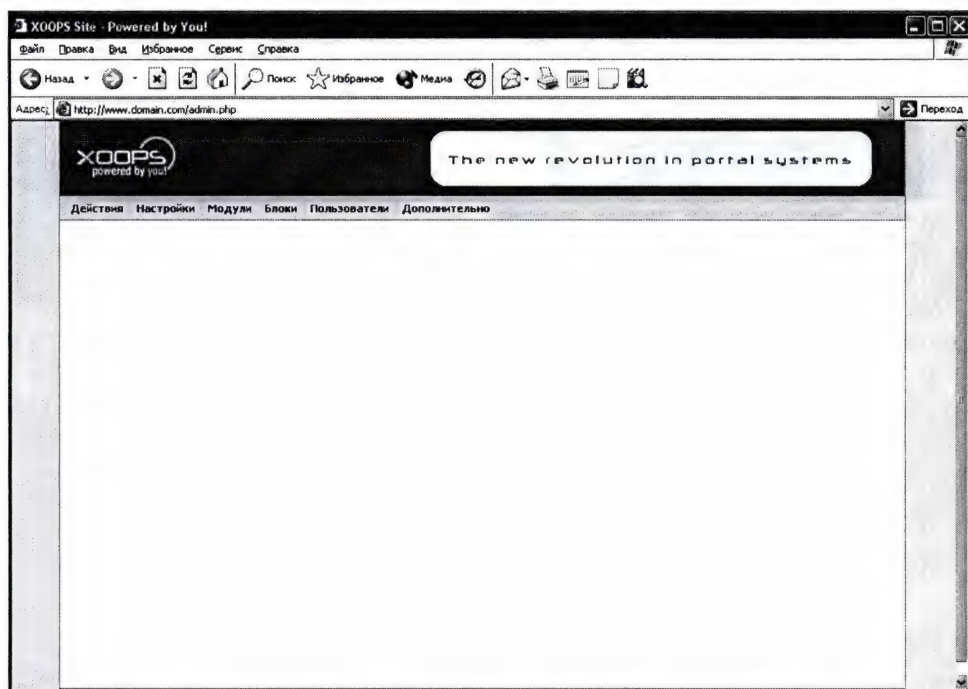 XOOPS Site - Powered by You!
Файл Правка Вид Избранное Сервис Справка
Назад Поиск Избранное Медиа
Адрес: http://www.domain.com/admin.php Переход
XOOPS
powered by you!
The new revolution in portal systems
Действия Настройки Модули Блоки Пользователи Дополнительно